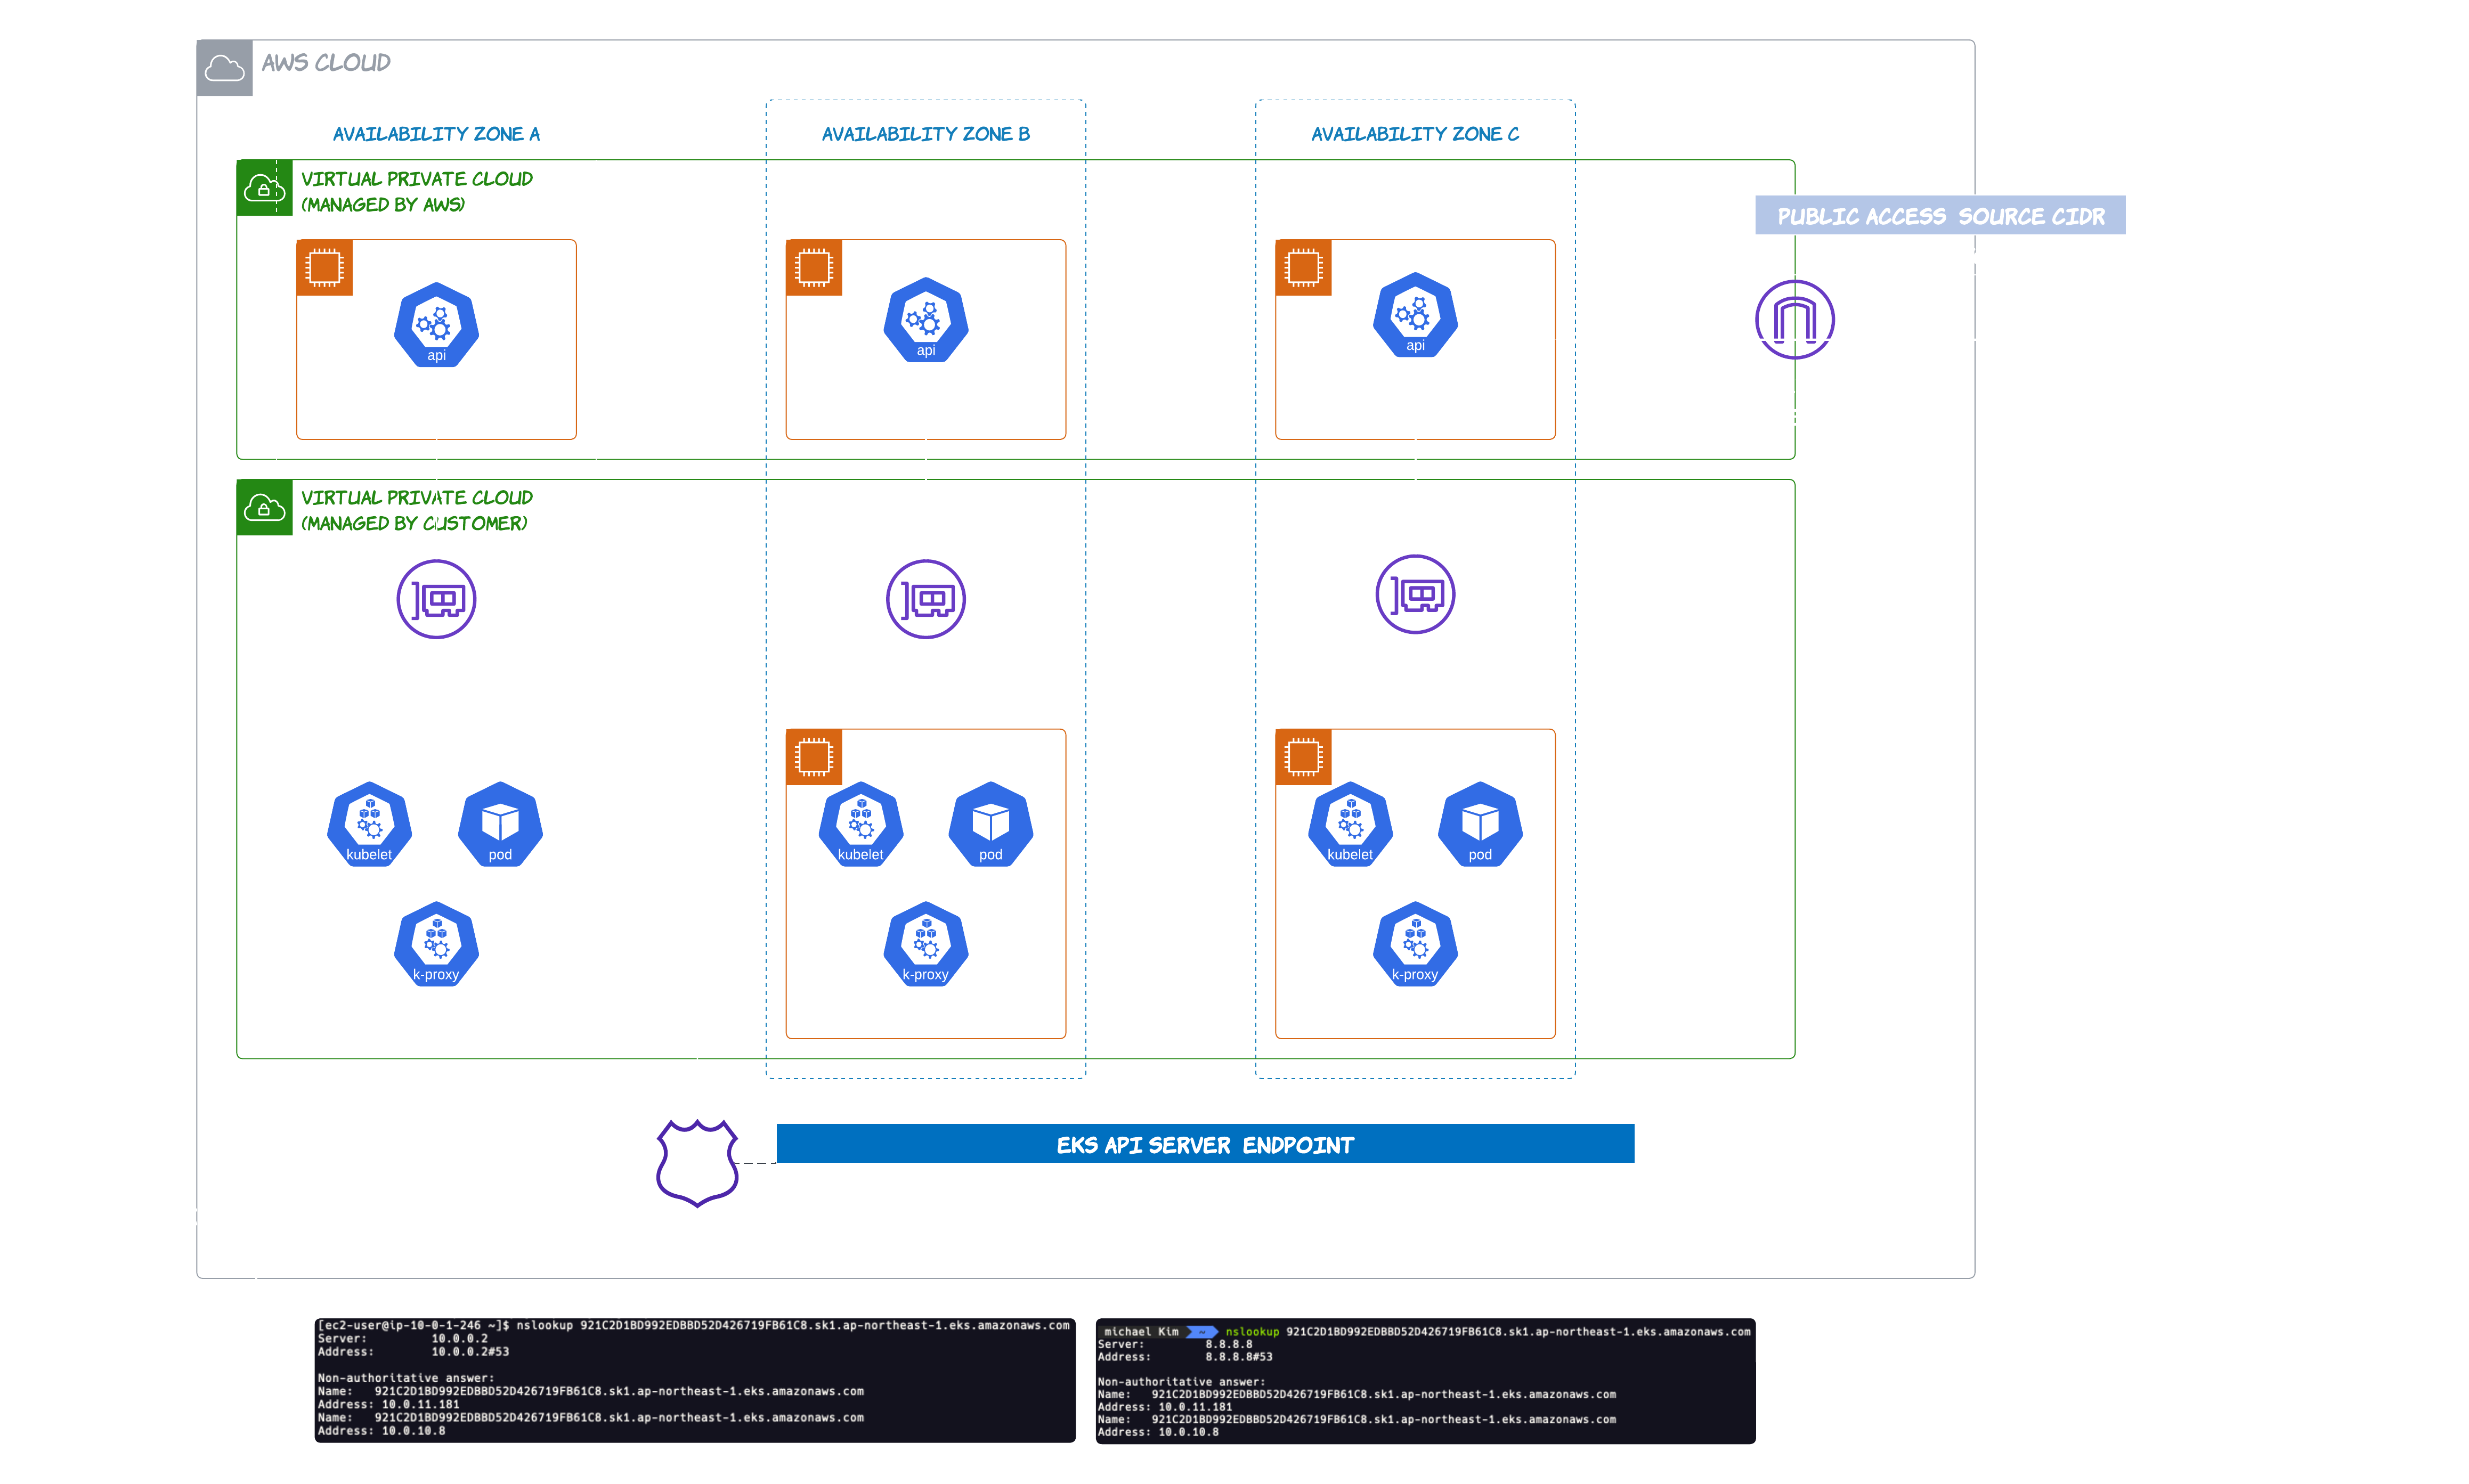 AWS CLOUD
AVAILABILITY ZONE A
AVAILABILITY ZONE B
AVAILABILITY ZONE C
VIRTUAL PRIVATE CLOUD
(MANAGED BY AWS)
PUBLIC ACCESS SOURCE CIDR
api
api
api
VIRTUAL PRIVATE CLOUD
(MANAGED BY CUSTOMER)
kubelet
pod
kubelet
pod
kubelet
pod
k-proxy
k-proxy
k-proxy
EKS API SERVER ENDPOINT
[ec2-user@ip-10-0-1-246 ~]$ nslookup 921C2D1BD992EDBBD52D426719FB61C8.sk1.ap-northeast-1.eks.amazonaws.com
Server: 10.0.0.2
Address: 10.0.0.2#53
Non-authoritative answer:
Name: 921C2D1BD992EDBBD52D426719FB61C8.sk1.ap-northeast-1.eks.amazonaws.com
Address: 10.0.11.181
Name: 921C2D1BD992EDBBD52D426719FB61C8.sk1.ap-northeast-1.eks.amazonaws.com
Address: 10.0.10.8
michael Kim ~ nslookup 921C2D1BD992EDBBD52D426719FB61C8.sk1.ap-northeast-1.eks.amazonaws.com
Server: 8.8.8.8
Address: 8.8.8.8#53
Non-authoritative answer:
Name: 921C2D1BD992EDBBD52D426719FB61C8.sk1.ap-northeast-1.eks.amazonaws.com
Address: 10.0.11.181
Name: 921C2D1BD992EDBBD52D426719FB61C8.sk1.ap-northeast-1.eks.amazonaws.com
Address: 10.0.10.8